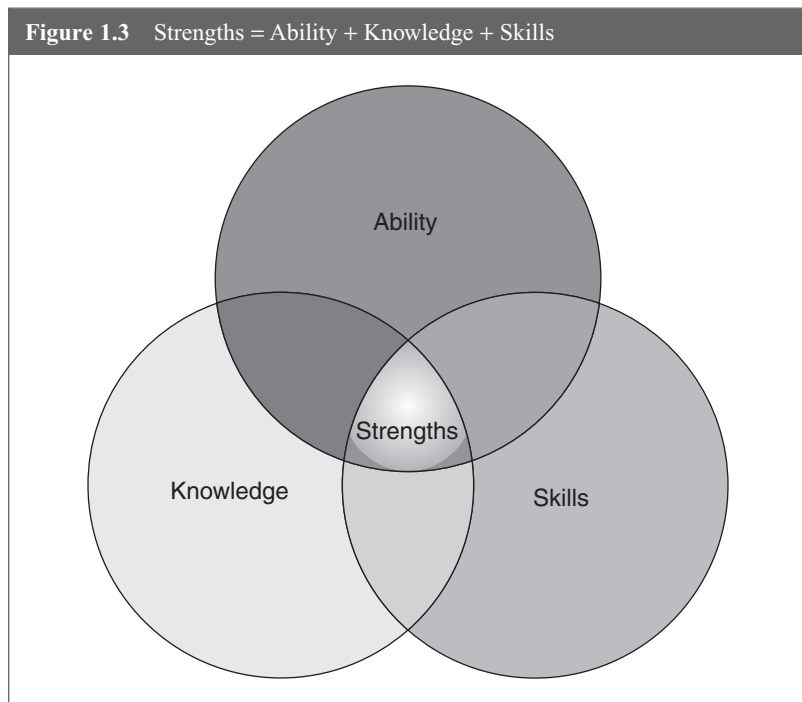 Figure 1.3 Strengths = Ability + Knowledge + Skills
Ability
Strengths
Knowledge
Skills